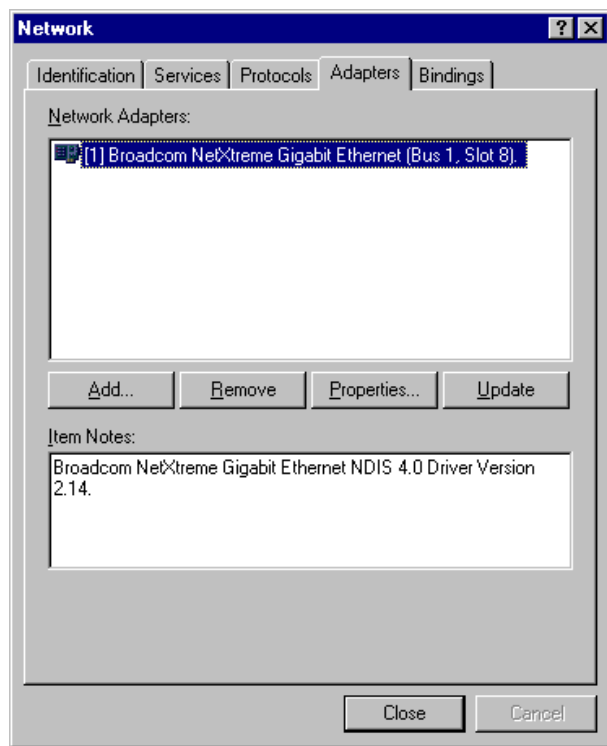 Network
Identification Services Protocols Adapters Bindings
Network Adapters:
[1] Broadcom NetXtreme Gigabit Ethernet (Bus 1, Slot 8).
Add... Remove Properties... Update
Item Notes:
Broadcom NetXtreme Gigabit Ethernet NDIS 4.0 Driver Version
2.14.
Close Cancel